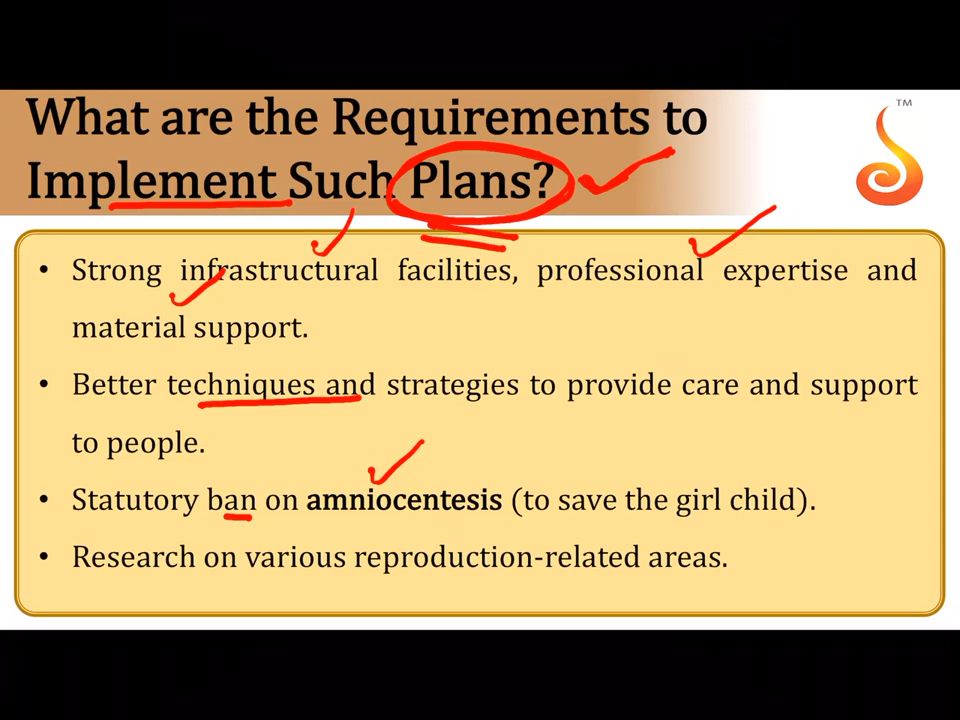 What are the Requirements to
Implement Such Plans?
TM
• Strong infrastructural facilities, professional expertise and
material support.
• Better techniques and strategies to provide care and support
to people.
• Statutory ban on amniocentesis (to save the girl child).
• Research on various reproduction-related areas.